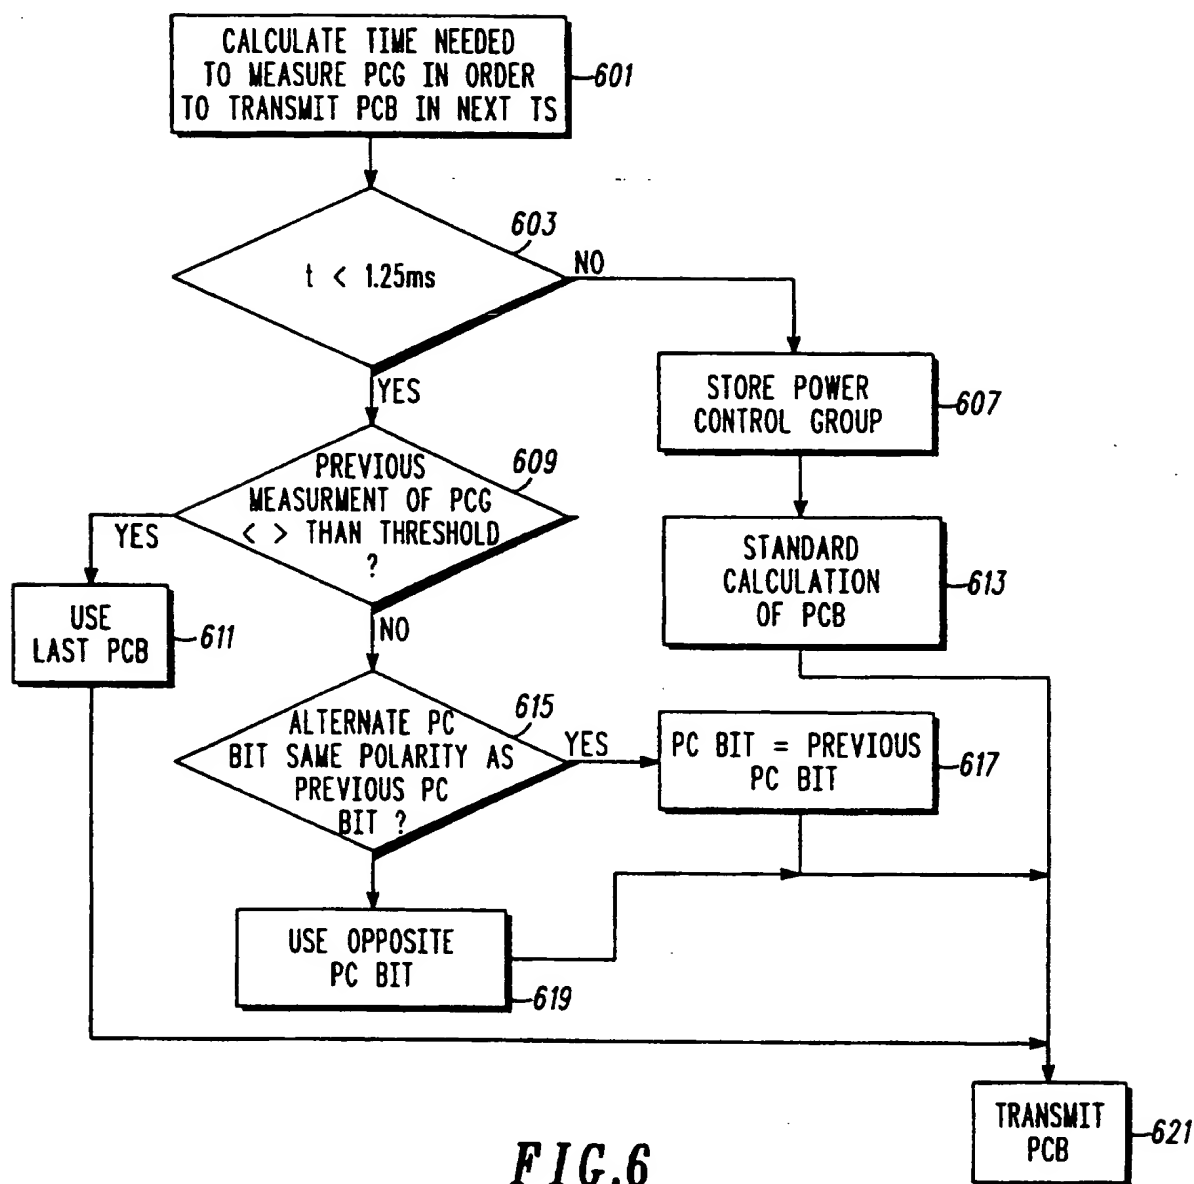 CALCULATE TIME NEEDED
TO MEASURE PCG IN ORDER
TO TRANSMIT PCB IN NEXT TS
601
603
t < 1.25ms
NO
YES
STORE POWER
CONTROL GROUP
607
PREVIOUS
MEASURMENT OF PCG
< > THAN THRESHOLD
?
609
YES
NO
STANDARD
CALCULATION
OF PCB
613
USE
LAST PCB
611
ALTERNATE PC
BIT SAME POLARITY AS
PREVIOUS PC
BIT ?
615
YES
PC BIT = PREVIOUS
PC BIT
617
USE OPPOSITE
PC BIT
619
TRANSMIT
PCB
621
FIG.6